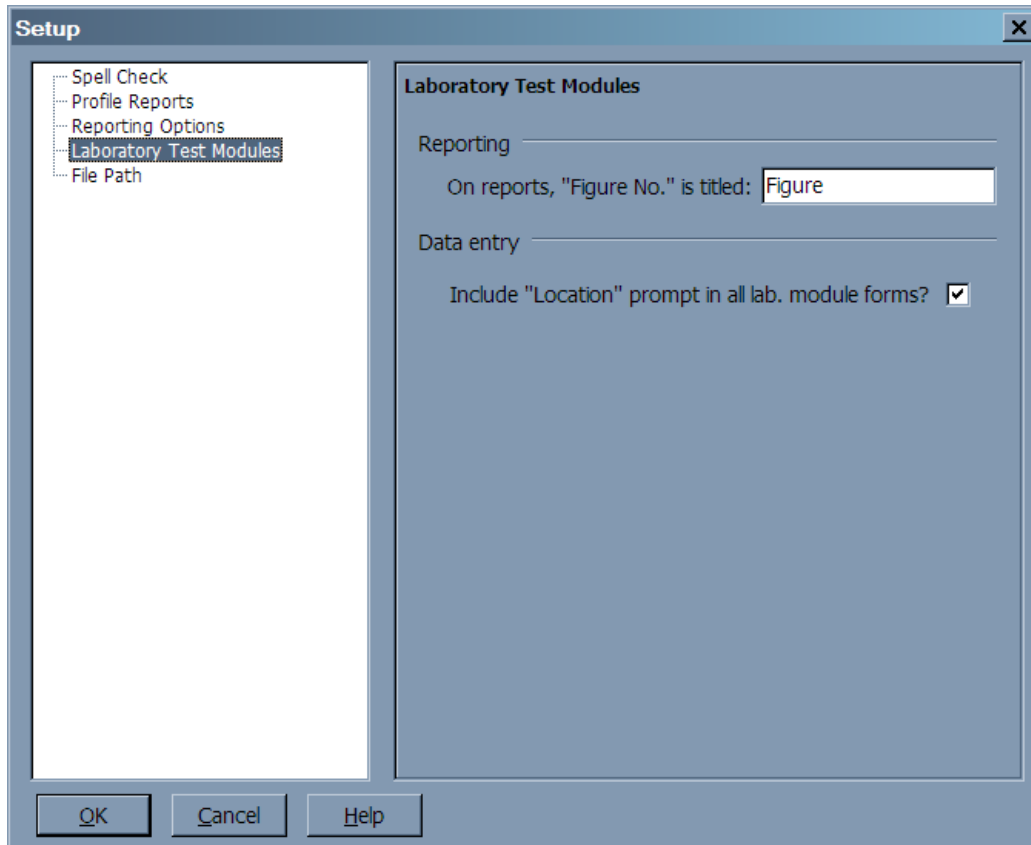 Setup
Spell Check
Profile Reports
Reporting Options
Laboratory Test Modules
File Path
Laboratory Test Modules
Reporting
On reports, "Figure No." is titled: Figure
Data entry
Include "Location" prompt in all lab. module forms?
OK Cancel Help